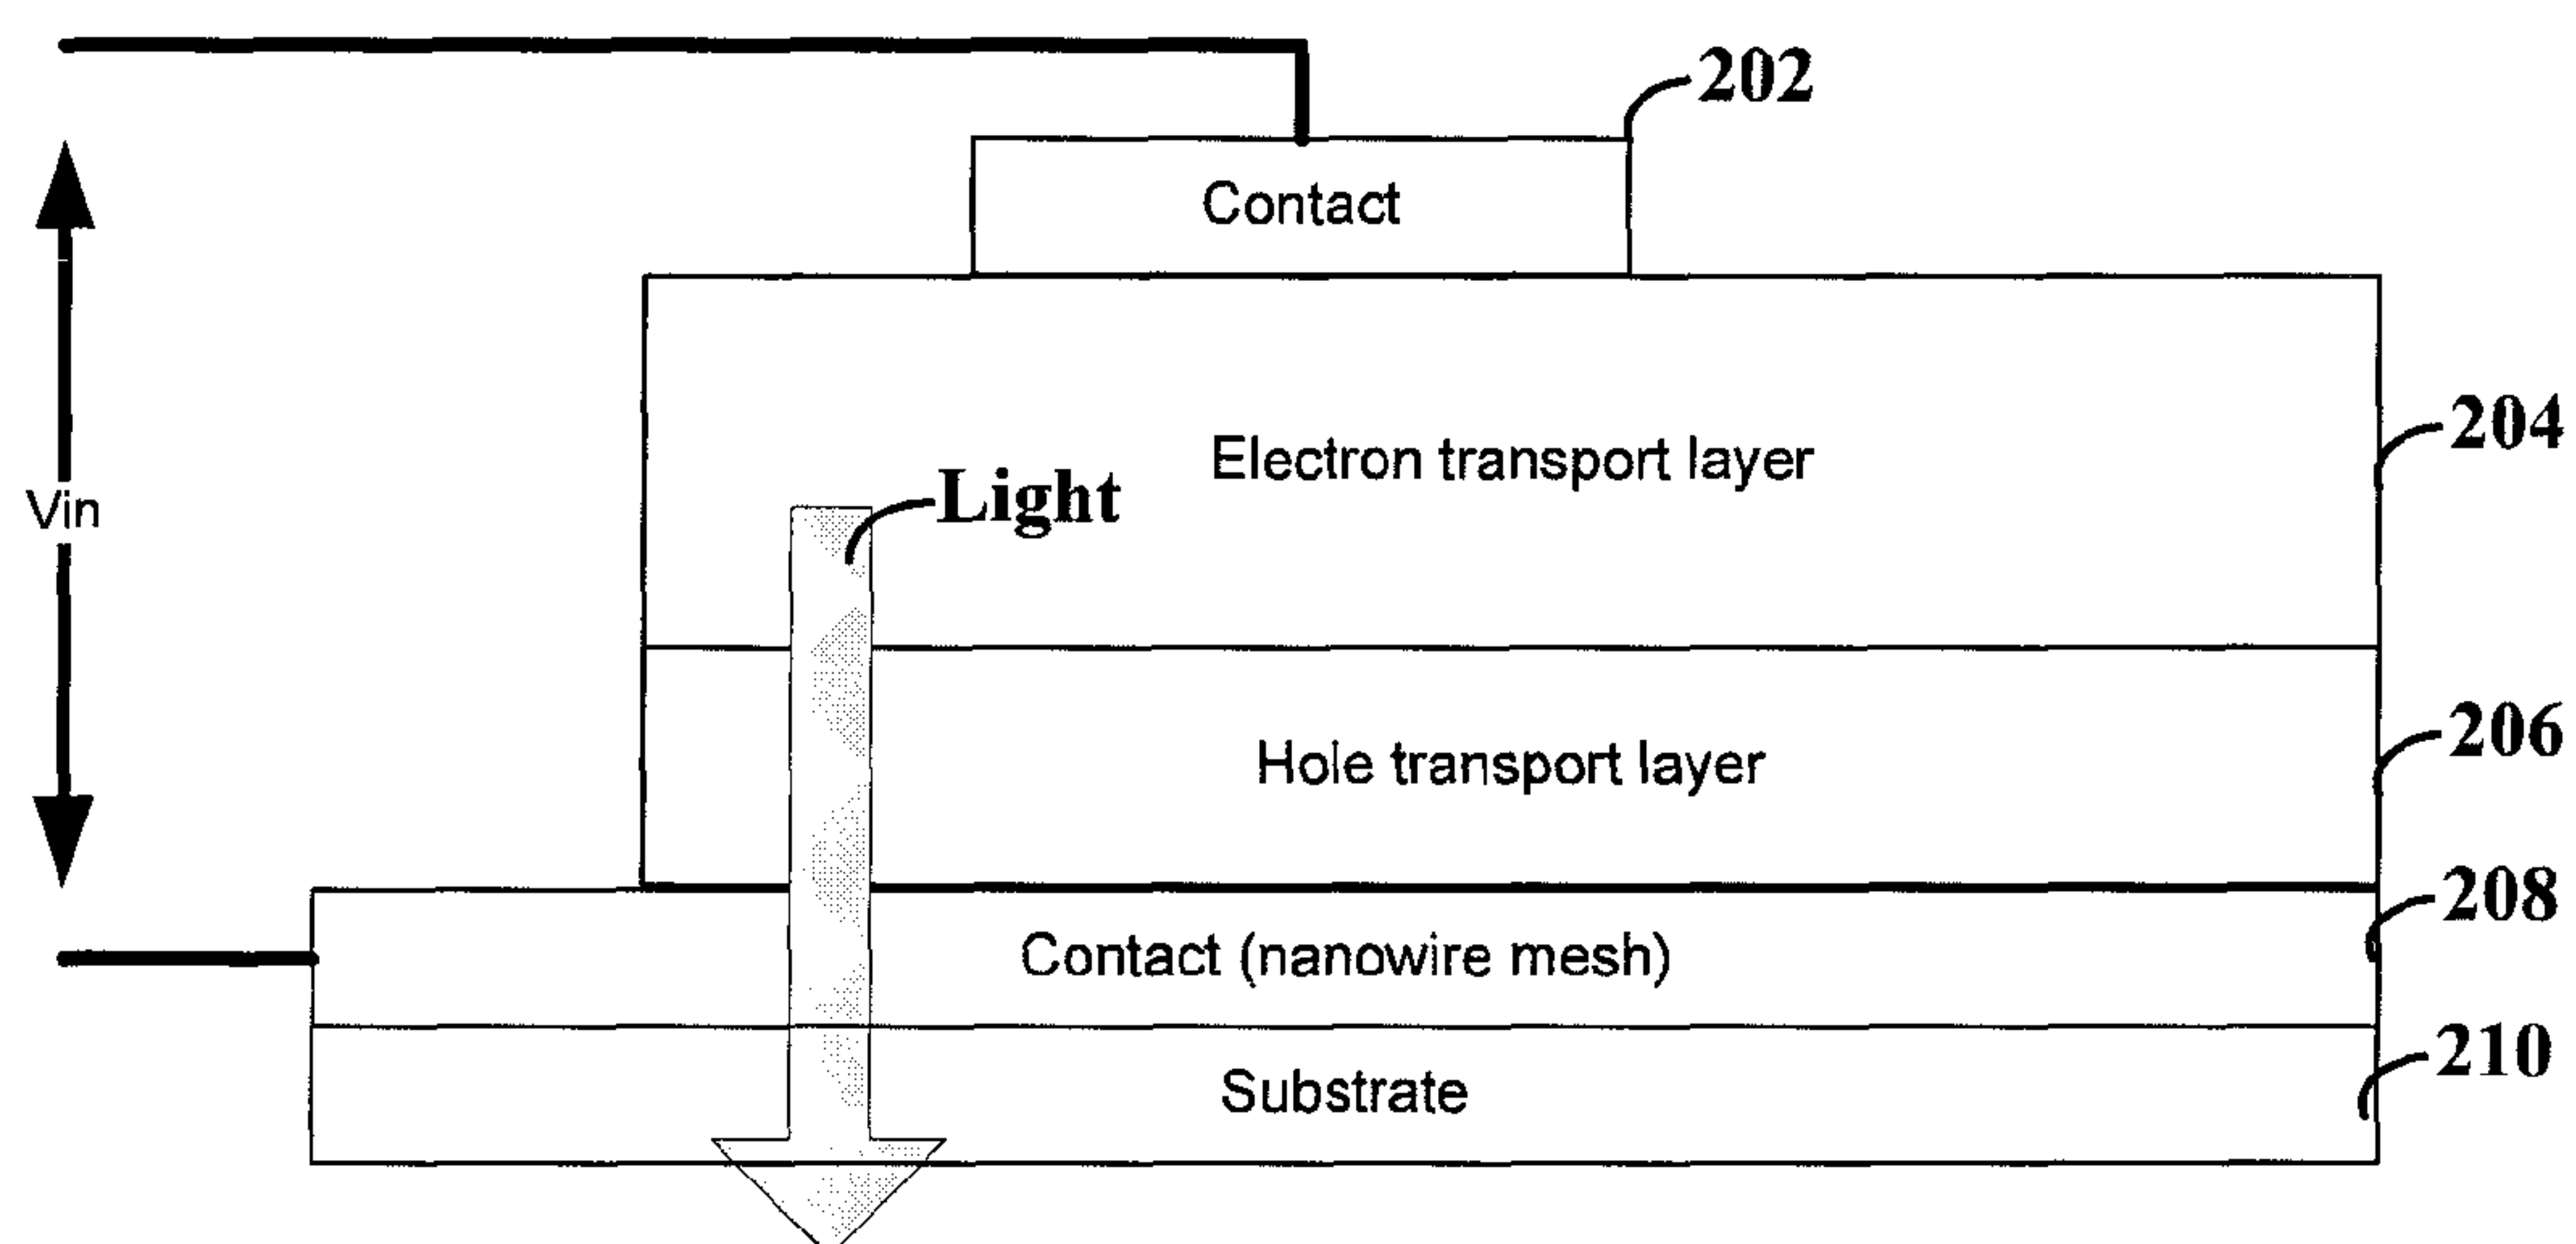 202
Contact
204
Electron transport layer
Light
Vin
206
Hole transport layer
208
Contact (nanowire mesh)
210
Substrate